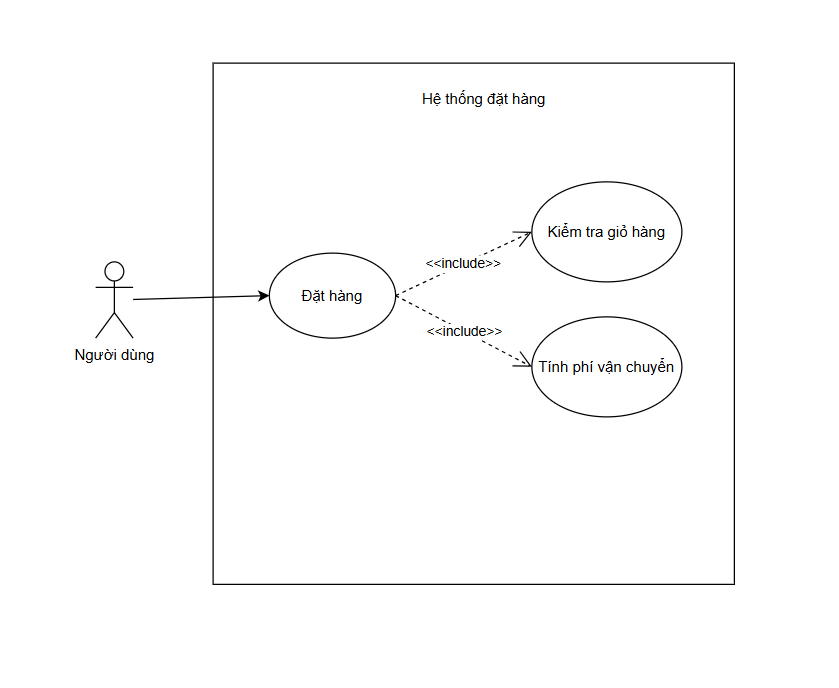 Hệ thống đặt hàng
Kiểm tra giỏ hàng
<<include>>
Đặt hàng
<<include>>
Người dùng
Tính phí vận chuyển